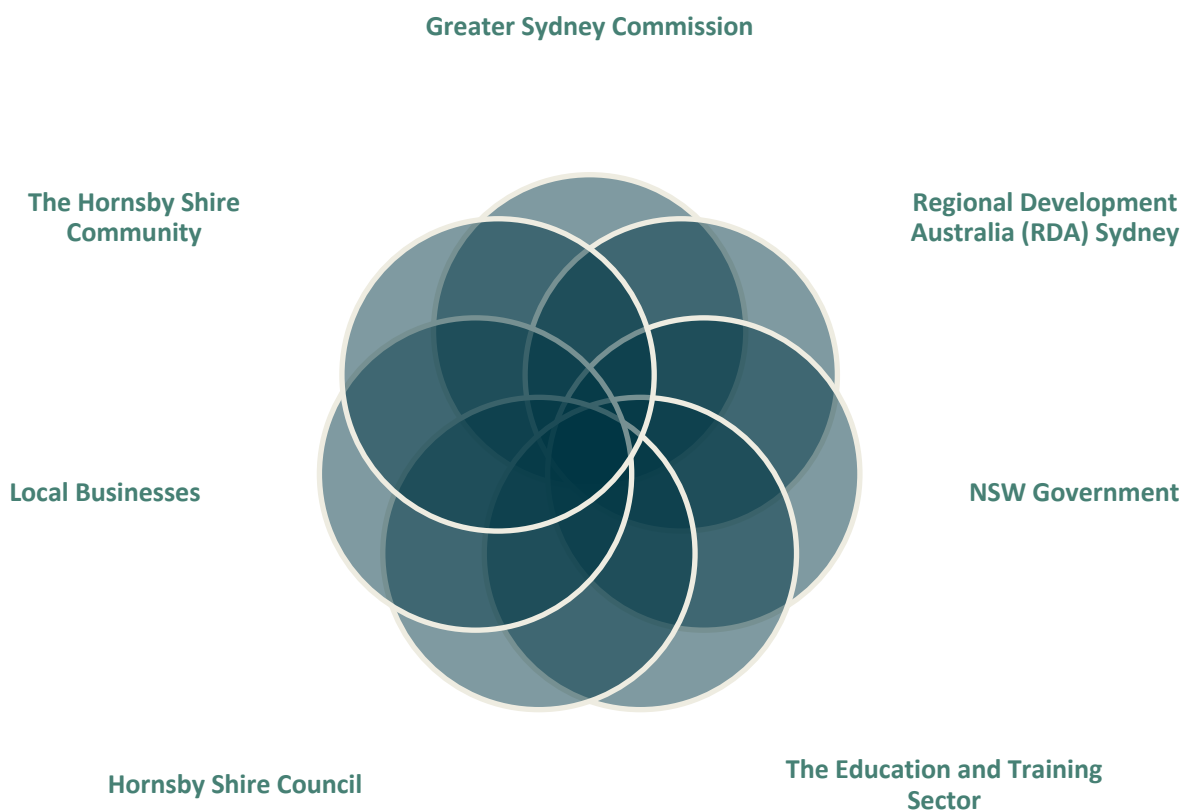 Greater Sydney Commission
The Hornsby Shire
Community
Regional Development
Australia (RDA) Sydney
Local Businesses
NSW Government
Hornsby Shire Council
The Education and Training
Sector